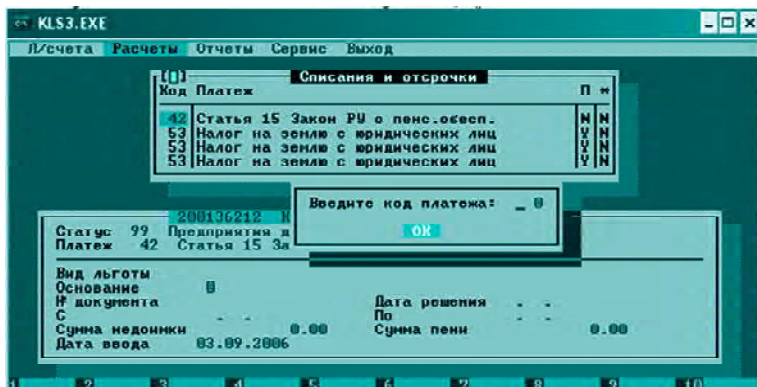 KLS3.EXE
Л/счета Расчеты Отчеты Сервис Выход
Списания и отсрочки
Код Платеж П *
42 Статья 15 Закон РУ о пенс.обесп. N N
53 Налог на землю с юридических лиц Y N
53 Налог на землю с юридических лиц Y N
53 Налог на землю с юридических лиц Y N
Введите код платежа: _ 0
OK
200136212
Статус 99 Предприятия
Платеж 42 Статья 15 За
Вид льготы
Основание 0
№ документа Дата решения . .
С . . По . .
Сумма недоимки 0.00 Сумма пени 0.00
Дата ввода 03.09.2006
1 2 3 4 5 6 7 8 9 10